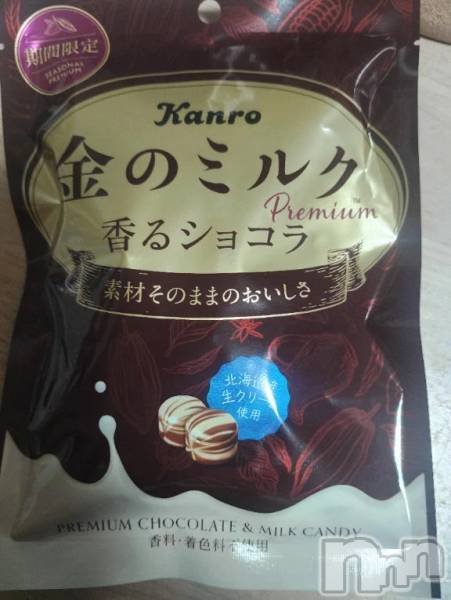 期間限定
SEASONAL
PREMIUM
Kanro
金のミルク
Premium™
香るショコラ
素材そのままのおいしさ
北海道産
生クリーム
使用
PREMIUM CHOCOLATE & MILK CANDY
香料・着色料不使用